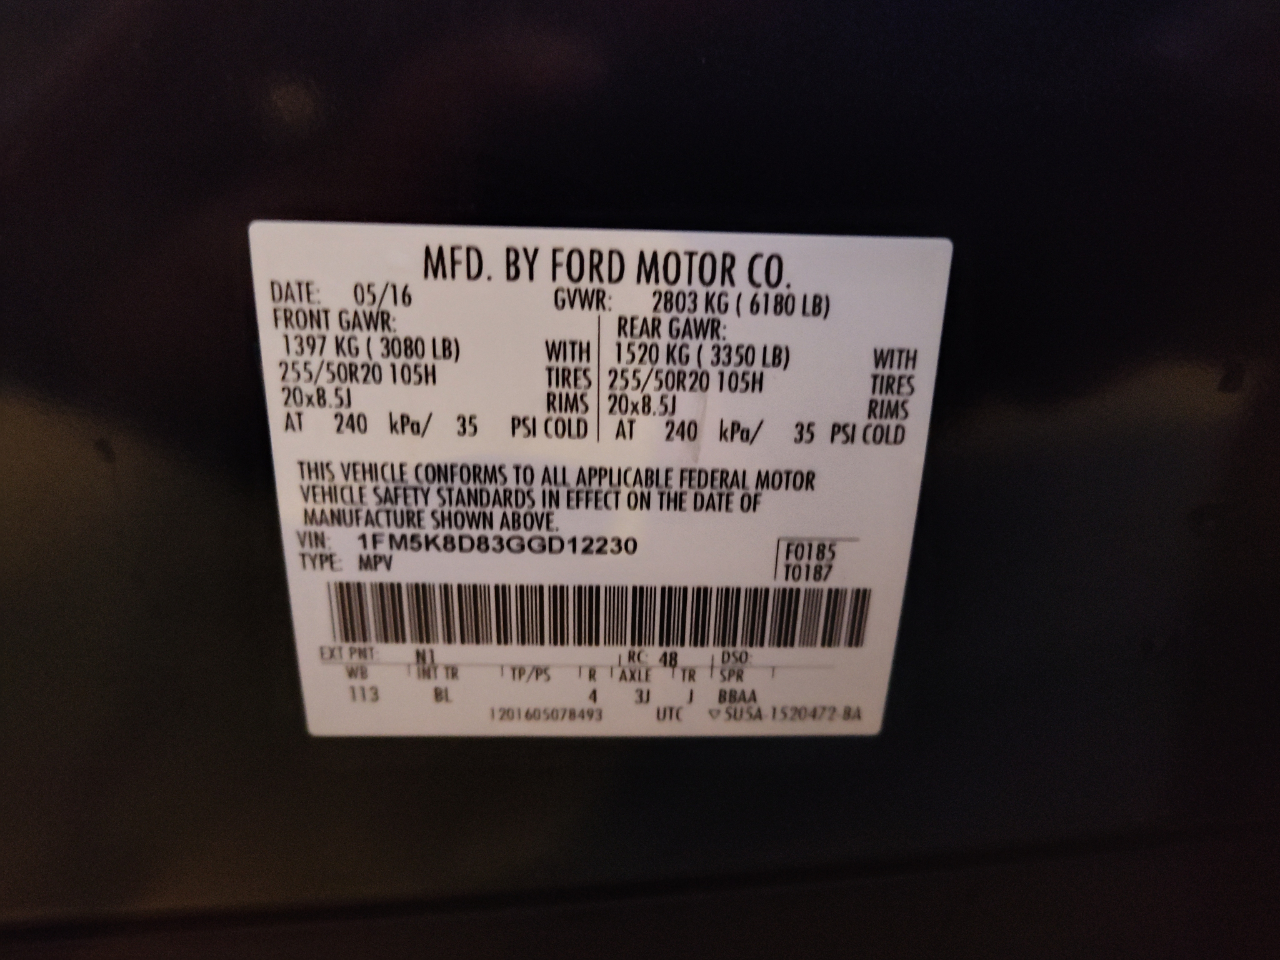 MFD. BY FORD MOTOR CO.
DATE: 05/16 GVWR: 2803 KG ( 6180 LB)
FRONT GAWR: REAR GAWR:
1397 KG ( 3080 LB) WITH 1520 KG ( 3350 LB) WITH
255/50R20 105H TIRES 255/50R20 105H TIRES
20x8.5J RIMS 20x8.5J RIMS
AT 240 kPa/ 35 PSI COLD AT 240 kPa/ 35 PSI COLD
THIS VEHICLE CONFORMS TO ALL APPLICABLE FEDERAL MOTOR
VEHICLE SAFETY STANDARDS IN EFFECT ON THE DATE OF
MANUFACTURE SHOWN ABOVE.
VIN: 1FM5K8D83GGD12230 F0185
TYPE: MPV T0187
EXT PNT: N1 RC: 48 DSO:
WB INT TR TP/PS R AXLE TR SPR
113 BL 4 3J J BBAA
1201605078493 UTC ▽ SU5A-1520472-BA